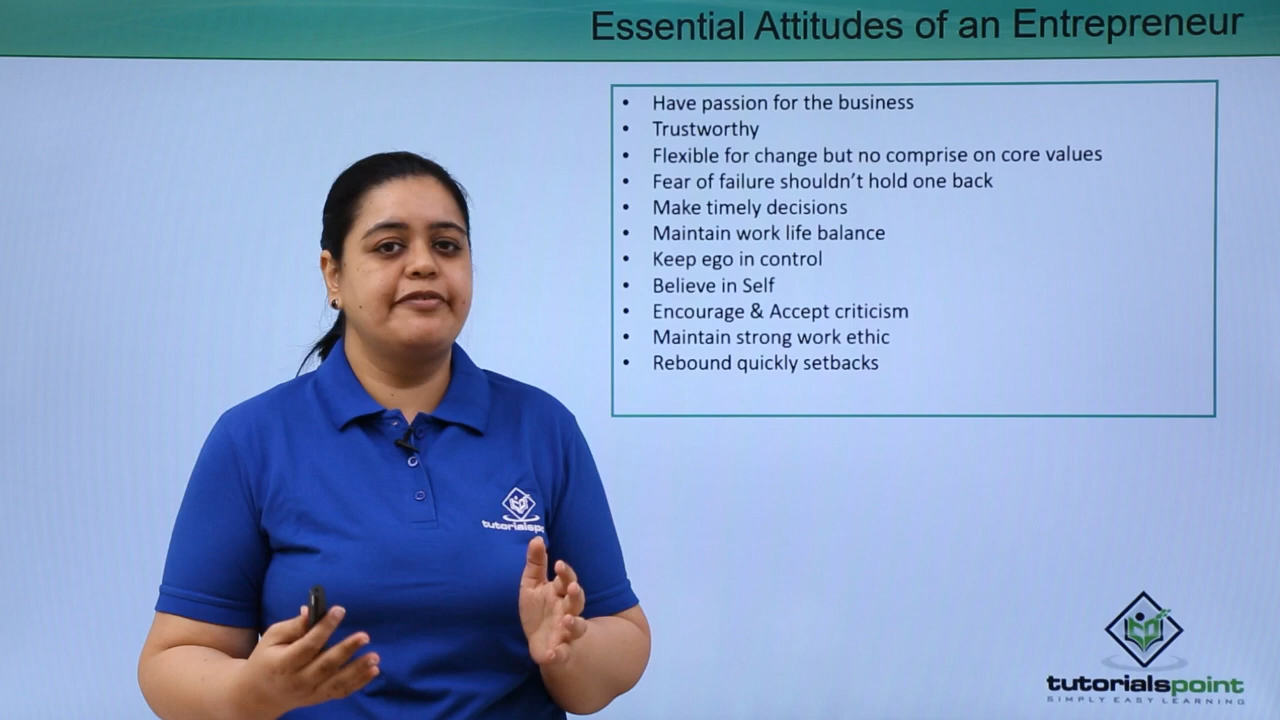 Essential Attitudes of an Entrepreneur
• Have passion for the business
• Trustworthy
• Flexible for change but no comprise on core values
• Fear of failure shouldn't hold one back
• Make timely decisions
• Maintain work life balance
• Keep ego in control
• Believe in Self
• Encourage & Accept criticism
• Maintain strong work ethic
• Rebound quickly setbacks
tutorialspo
tutorialspoint
SIMPLY EASY LEARNING